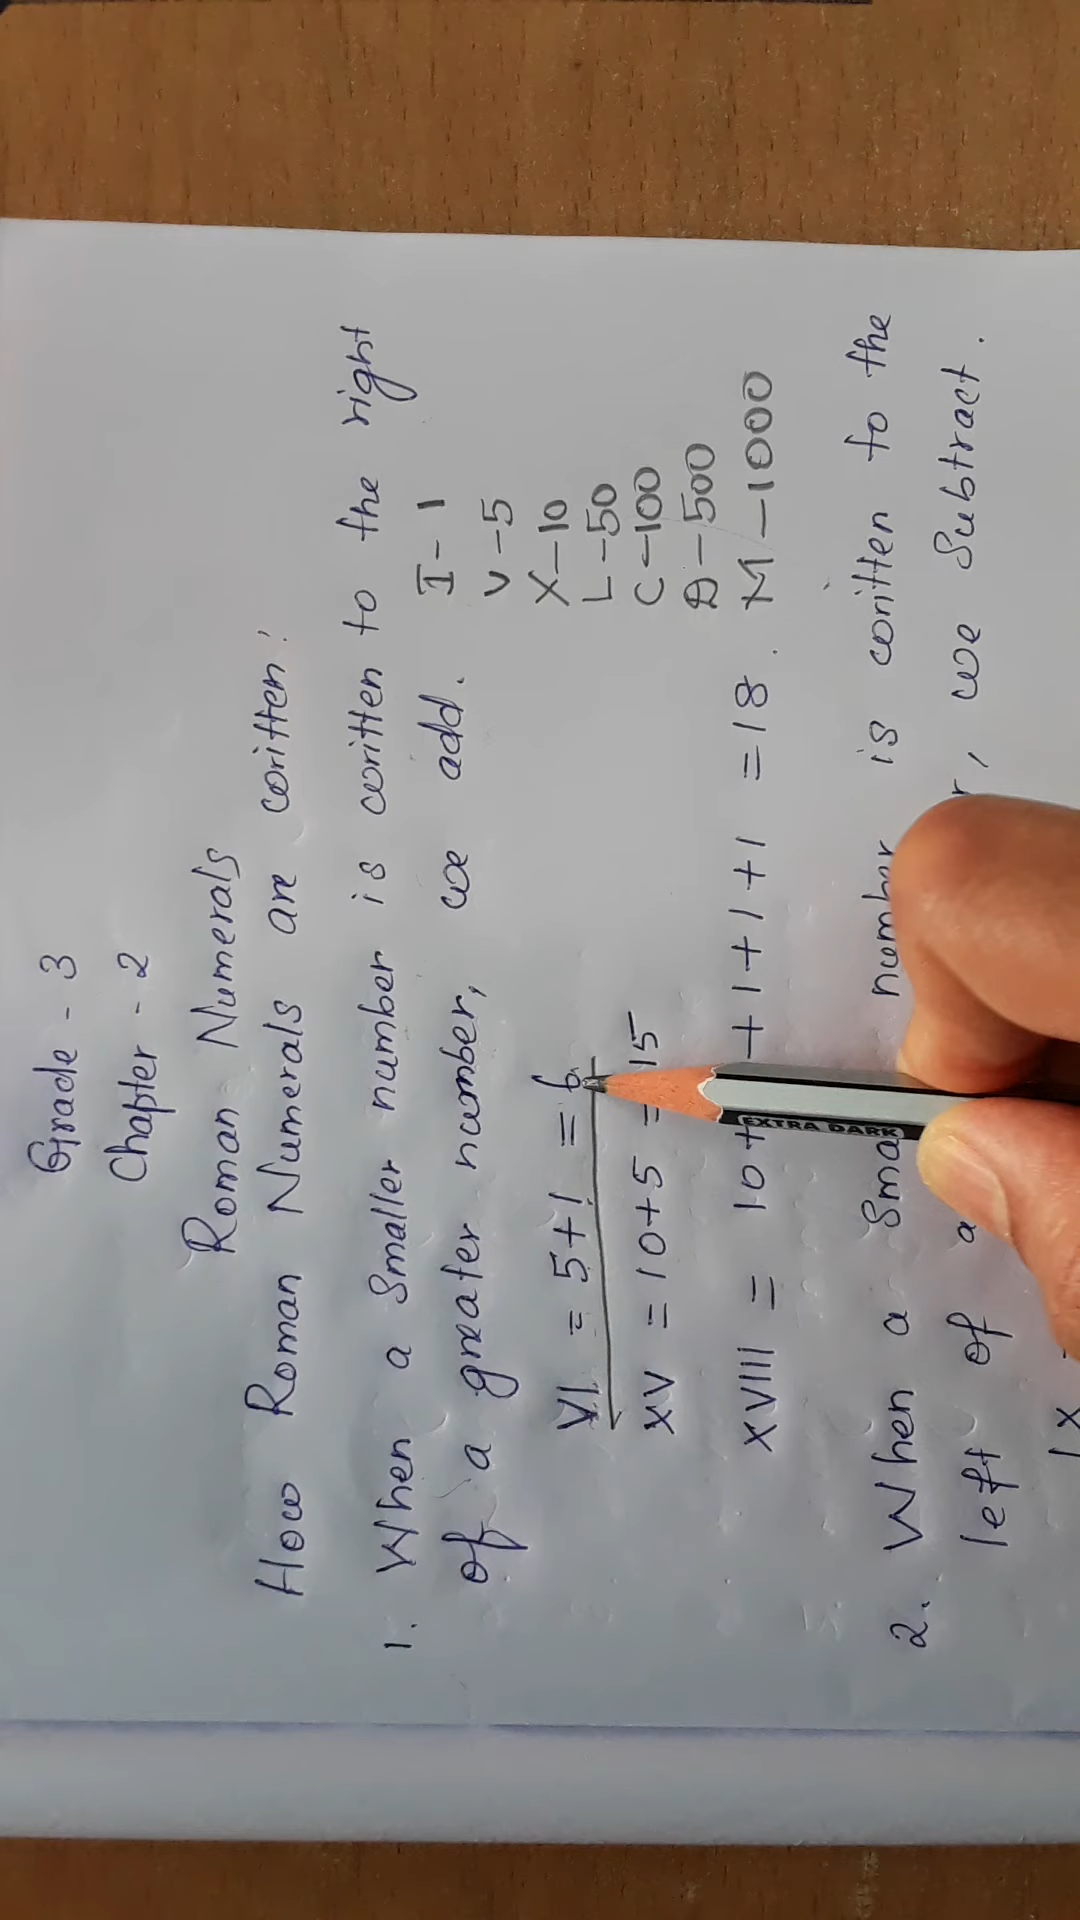 Grade - 3
Chapter - 2
Roman Numerals
How Roman Numerals are written:
1. When a Smaller number is written to the right
of a greater number, we add.
I - 1
V - 5
X - 10
L - 50
C - 100
D - 500
M - 1000
VI = 5+1 = 6
XV = 10+5 = 15
XVIII = 10+ +1+1+1 = 18.
2. When a Sma number is written to the
left of a , we Subtract.
IX
EXTRA DARK